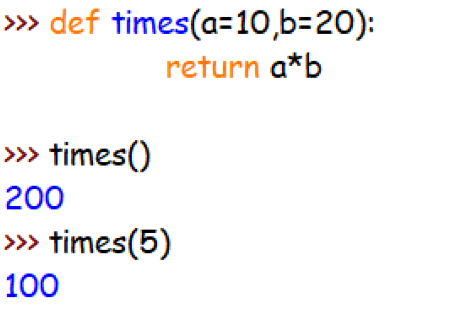 >>> def times(a=10,b=20):
return a*b
>>> times()
200
>>> times(5)
100